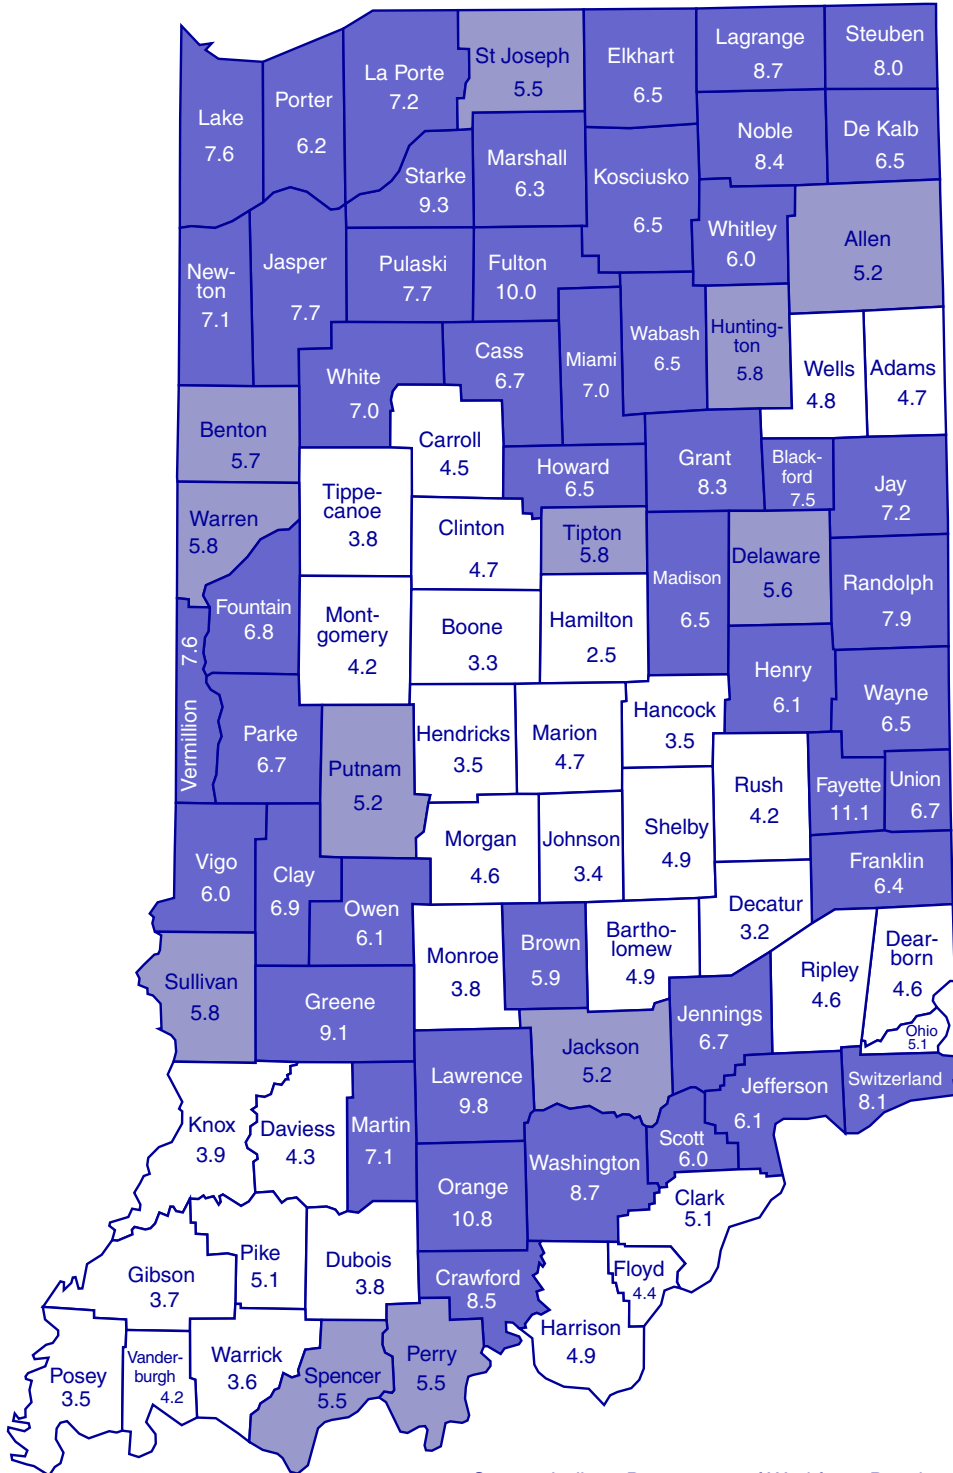 St Joseph
5.5
Elkhart
6.5
Lagrange
8.7
Steuben
8.0
La Porte
7.2
Porter
6.2
Lake
7.6
Noble
8.4
De Kalb
6.5
Marshall
6.3
Starke
9.3
Kosciusko
6.5
Whitley
6.0
Allen
5.2
New-
ton
7.1
Jasper
7.7
Pulaski
7.7
Fulton
10.0
Wabash
6.5
Hunting-
ton
5.8
Wells
4.8
Adams
4.7
White
7.0
Cass
6.7
Miami
7.0
Benton
5.7
Carroll
4.5
Howard
6.5
Grant
8.3
Black-
ford
7.5
Jay
7.2
Warren
5.8
Tippe-
canoe
3.8
Clinton
4.7
Tipton
5.8
Madison
6.5
Delaware
5.6
Randolph
7.9
Fountain
6.8
Vermillion
7.6
Mont-
gomery
4.2
Boone
3.3
Hamilton
2.5
Henry
6.1
Wayne
6.5
Parke
6.7
Putnam
5.2
Hendricks
3.5
Marion
4.7
Hancock
3.5
Rush
4.2
Fayette
11.1
Union
6.7
Vigo
6.0
Clay
6.9
Owen
6.1
Morgan
4.6
Johnson
3.4
Shelby
4.9
Franklin
6.4
Decatur
3.2
Sullivan
5.8
Greene
9.1
Monroe
3.8
Brown
5.9
Bartho-
lomew
4.9
Jennings
6.7
Ripley
4.6
Dear-
born
4.6
Ohio
5.1
Knox
3.9
Daviess
4.3
Martin
7.1
Lawrence
9.8
Jackson
5.2
Jefferson
6.1
Switzerland
8.1
Scott
6.0
Washington
8.7
Orange
10.8
Clark
5.1
Gibson
3.7
Pike
5.1
Dubois
3.8
Crawford
8.5
Floyd
4.4
Harrison
4.9
Posey
3.5
Vander-
burgh
4.2
Warrick
3.6
Spencer
5.5
Perry
5.5